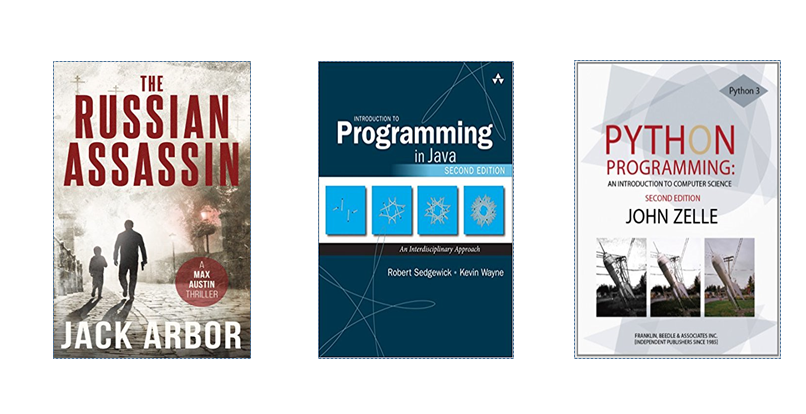 THE
RUSSIAN
ASSASSIN
A
MAX
AUSTIN
THRILLER
JACK ARBOR
INTRODUCTION TO
Programming
in Java
SECOND EDITION
An Interdisciplinary Approach
Robert Sedgewick • Kevin Wayne
Python 3
PYTHON
PROGRAMMING:
AN INTRODUCTION TO COMPUTER SCIENCE
SECOND EDITION
JOHN ZELLE
FRANKLIN, BEEDLE & ASSOCIATES INC.
[INDEPENDENT PUBLISHERS SINCE 1985]